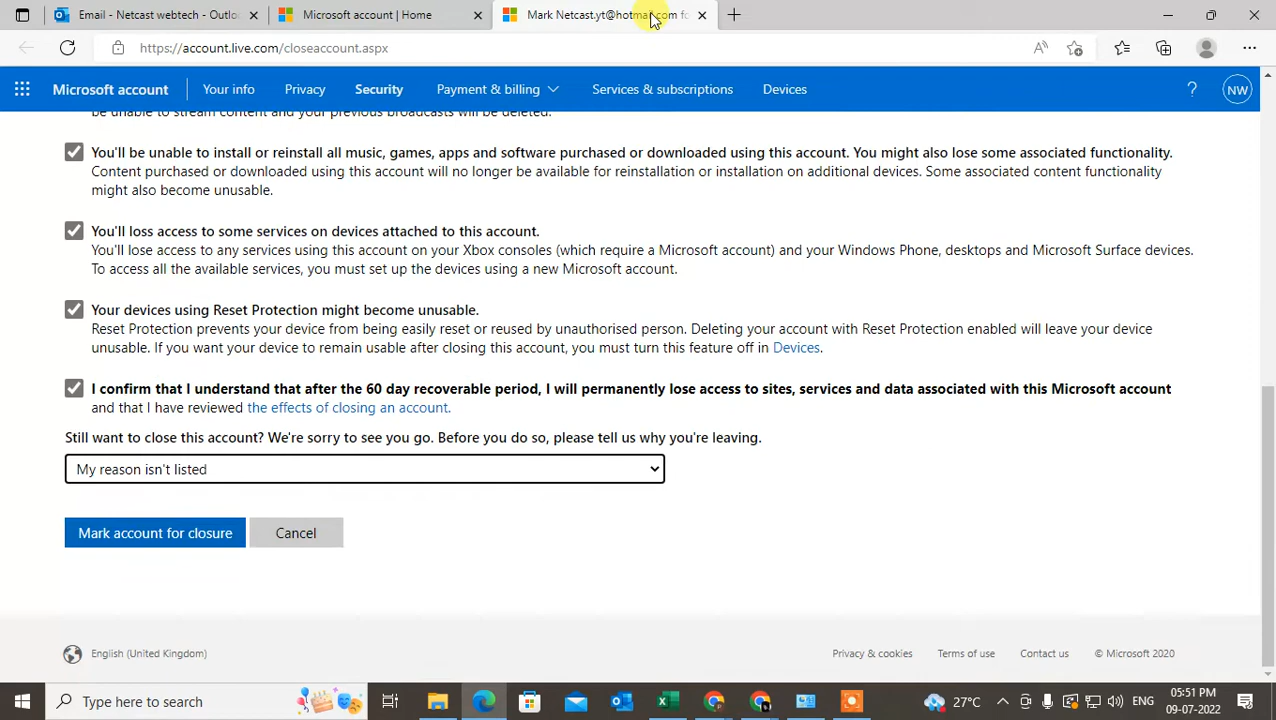 Email - Netcast webtech - Outlo
Microsoft account | Home
Mark Netcast.yt@hotmail.com fo
https://account.live.com/closeaccount.aspx
Microsoft account
Your info
Privacy
Security
Payment & billing
Services & subscriptions
Devices
?
NW
be unable to stream content and your previous broadcasts will be deleted.
You'll be unable to install or reinstall all music, games, apps and software purchased or downloaded using this account. You might also lose some associated functionality.
Content purchased or downloaded using this account will no longer be available for reinstallation or installation on additional devices. Some associated content functionality
might also become unusable.
You'll loss access to some services on devices attached to this account.
You'll lose access to any services using this account on your Xbox consoles (which require a Microsoft account) and your Windows Phone, desktops and Microsoft Surface devices.
To access all the available services, you must set up the devices using a new Microsoft account.
Your devices using Reset Protection might become unusable.
Reset Protection prevents your device from being easily reset or reused by unauthorised person. Deleting your account with Reset Protection enabled will leave your device
unusable. If you want your device to remain usable after closing this account, you must turn this feature off in Devices.
I confirm that I understand that after the 60 day recoverable period, I will permanently lose access to sites, services and data associated with this Microsoft account
and that I have reviewed the effects of closing an account.
Still want to close this account? We're sorry to see you go. Before you do so, please tell us why you're leaving.
My reason isn't listed
Mark account for closure
Cancel
English (United Kingdom)
Privacy & cookies
Terms of use
Contact us
© Microsoft 2020
Type here to search
27°C
ENG
05:51 PM
09-07-2022